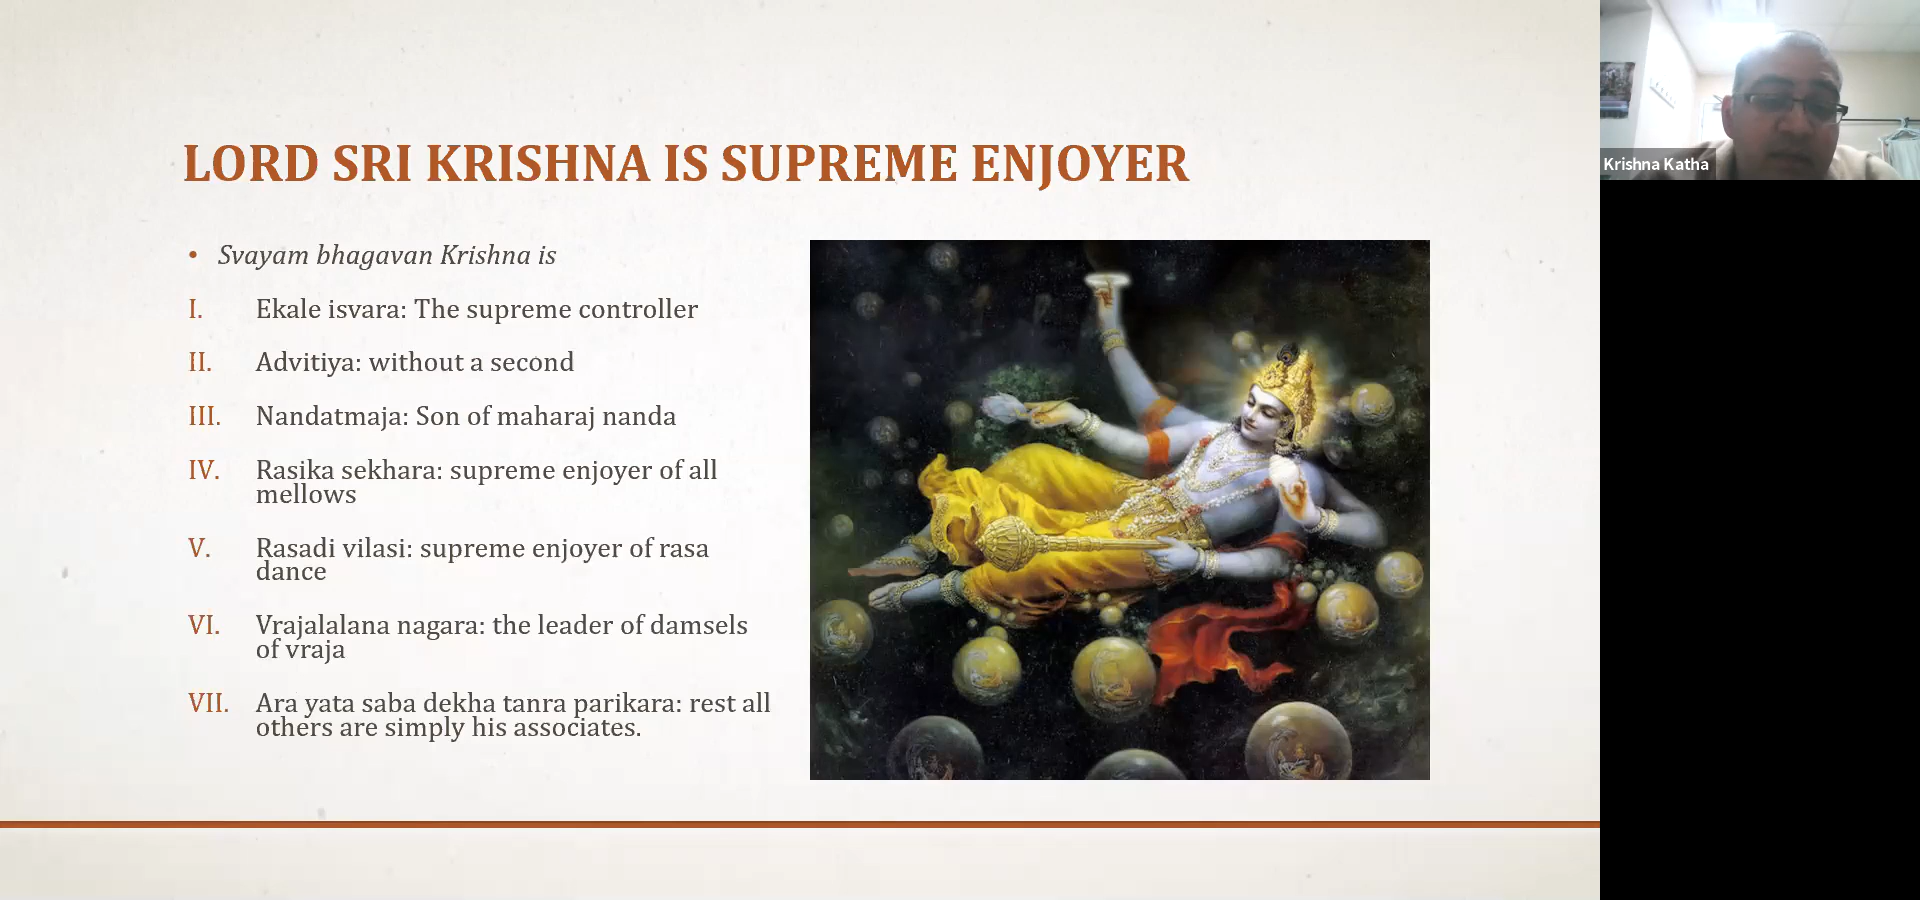 LORD SRI KRISHNA IS SUPREME ENJOYER
• Svayam bhagavan Krishna is
I. Ekale isvara: The supreme controller
II. Advitiya: without a second
III. Nandatmaja: Son of maharaj nanda
IV. Rasika sekhara: supreme enjoyer of all
mellows
V. Rasadi vilasi: supreme enjoyer of rasa
dance
VI. Vrajalalana nagara: the leader of damsels
of vraja
VII. Ara yata saba dekha tanra parikara: rest all
others are simply his associates.
Krishna Katha